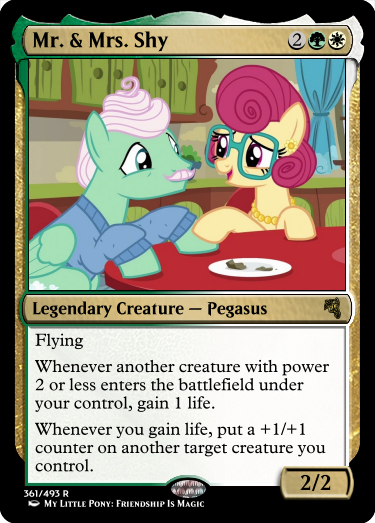 Mr. & Mrs. Shy 2
Legendary Creature — Pegasus
Flying
Whenever another creature with power
2 or less enters the battlefield under
your control, gain 1 life.
Whenever you gain life, put a +1/+1
counter on another target creature you
control.
2/2
361/493 R
My Little Pony: Friendship Is Magic